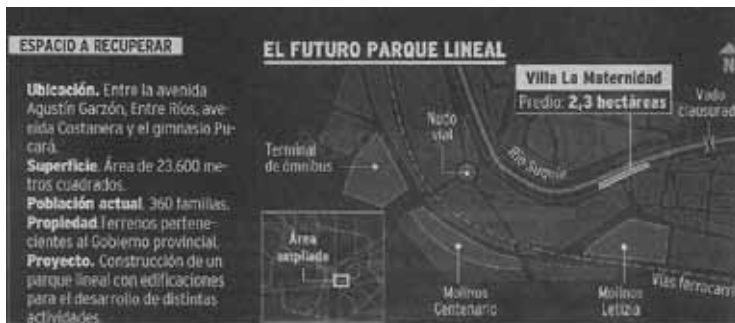 ESPACIO A RECUPERAR
Ubicación. Entre la avenida
Agustín Garzón, Entre Ríos, ave-
nida Costanera y el gimnasio Pu-
cará.
Superficie. Área de 23.600 me-
tros cuadrados.
Población actual. 360 familias.
Propiedad. Terrenos pertene-
cientes al Gobierno provincial.
Proyecto. Construcción de un
parque lineal con edificaciones
para el desarrollo de distintas
actividades.
EL FUTURO PARQUE LINEAL
N
Villa La Maternidad
Predio: 2,3 hectáreas
Vado
clausurad
Nudo
vial
Terminal
de ómnibus
Río Suquía
Área
ampliada
Molinos
Centenario
Molinos
Letizia
Vías ferrocarri